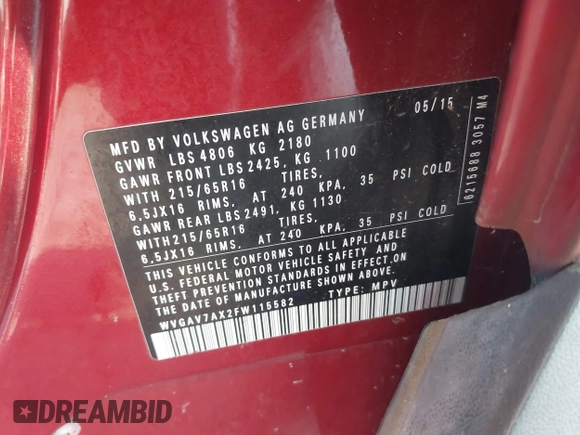 MFD BY VOLKSWAGEN AG GERMANY 05/15
GVWR LBS 4806 KG 2180
GAWR FRONT LBS 2425, KG 1100
WITH 215/65R16 TIRES,
6,5JX16 RIMS, AT 240 KPA, 35 PSI COLD
GAWR REAR LBS 2491, KG 1130
WITH 215/65R16 TIRES,
6,5JX16 RIMS, AT 240 KPA, 35 PSI COLD
THIS VEHICLE CONFORMS TO ALL APPLICABLE
U.S. FEDERAL MOTOR VEHICLE SAFETY AND
THEFT PREVENTION STANDARDS IN EFFECT ON
THE DATE OF MANUFACTURE SHOWN ABOVE.
WVGAV7AX2FW115582 TYPE: MPV
6215688 3057 M4
DREAMBID